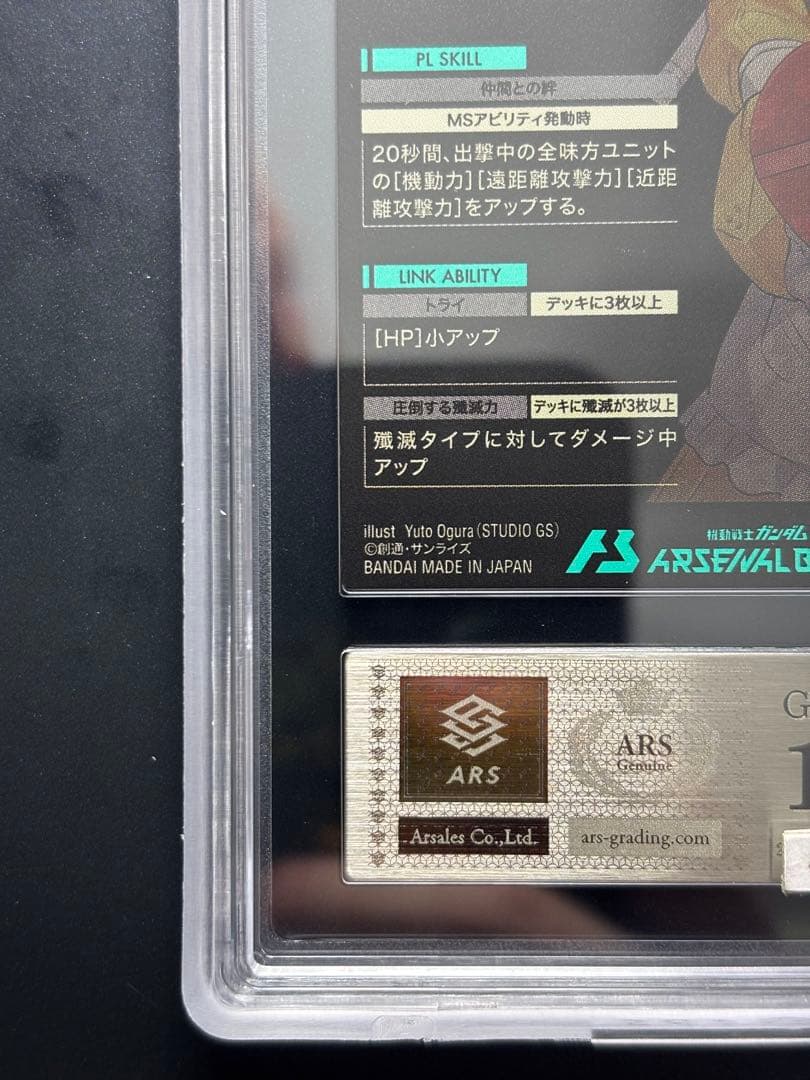 PL SKILL
仲間との絆
MSアビリティ発動時
20秒間、出撃中の全味方ユニット
の[機動力][遠距離攻撃力][近距
離攻撃力]をアップする。
LINK ABILITY
トライ デッキに3枚以上
[HP]小アップ
圧倒する殲滅力 デッキに殲滅が3枚以上
殲滅タイプに対してダメージ中
アップ
illust Yuto Ogura(STUDIO GS)
©創通・サンライズ
BANDAI MADE IN JAPAN
機動戦士ガンダム
ARSENAL B
ARS
ARS
Genuine
Arsales Co.,Ltd.
ars-grading.com
G
1